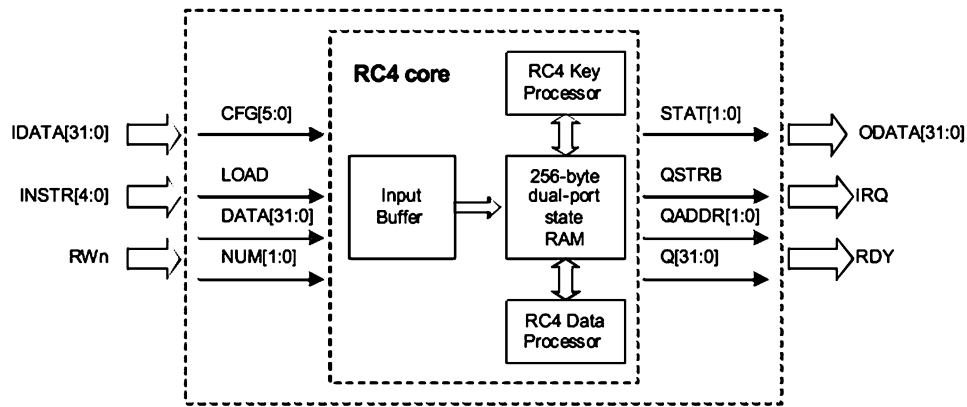 RC4 core
RC4 Key
Processor
IDATA[31:0]
CFG[5:0]
STAT[1:0]
ODATA[31:0]
INSTR[4:0]
LOAD
Input
Buffer
256-byte
dual-port
state
RAM
QSTRB
IRQ
DATA[31:0]
QADDR[1:0]
RWn
NUM[1:0]
Q[31:0]
RDY
RC4 Data
Processor